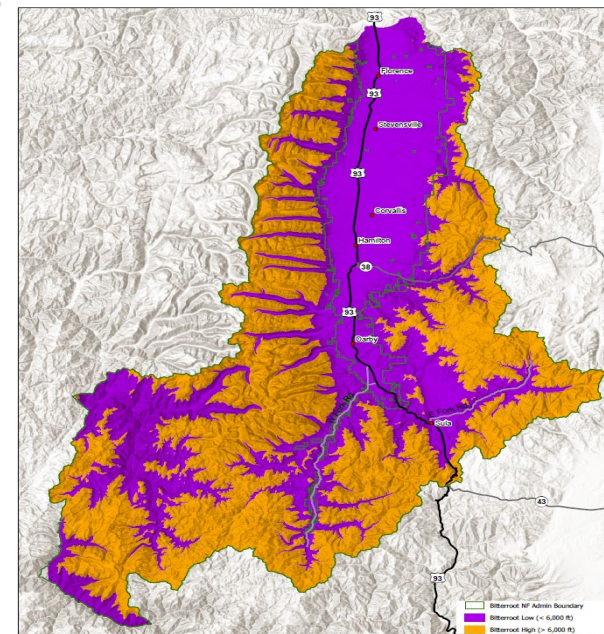 93
Florence
93
Stevensville
93
Corvallis
Hamilton
38
93
Darby
Sula
43
93
Bitterroot NF Admin Boundary
Bitterroot Low (< 6,000 ft)
Bitterroot High (> 6,000 ft)